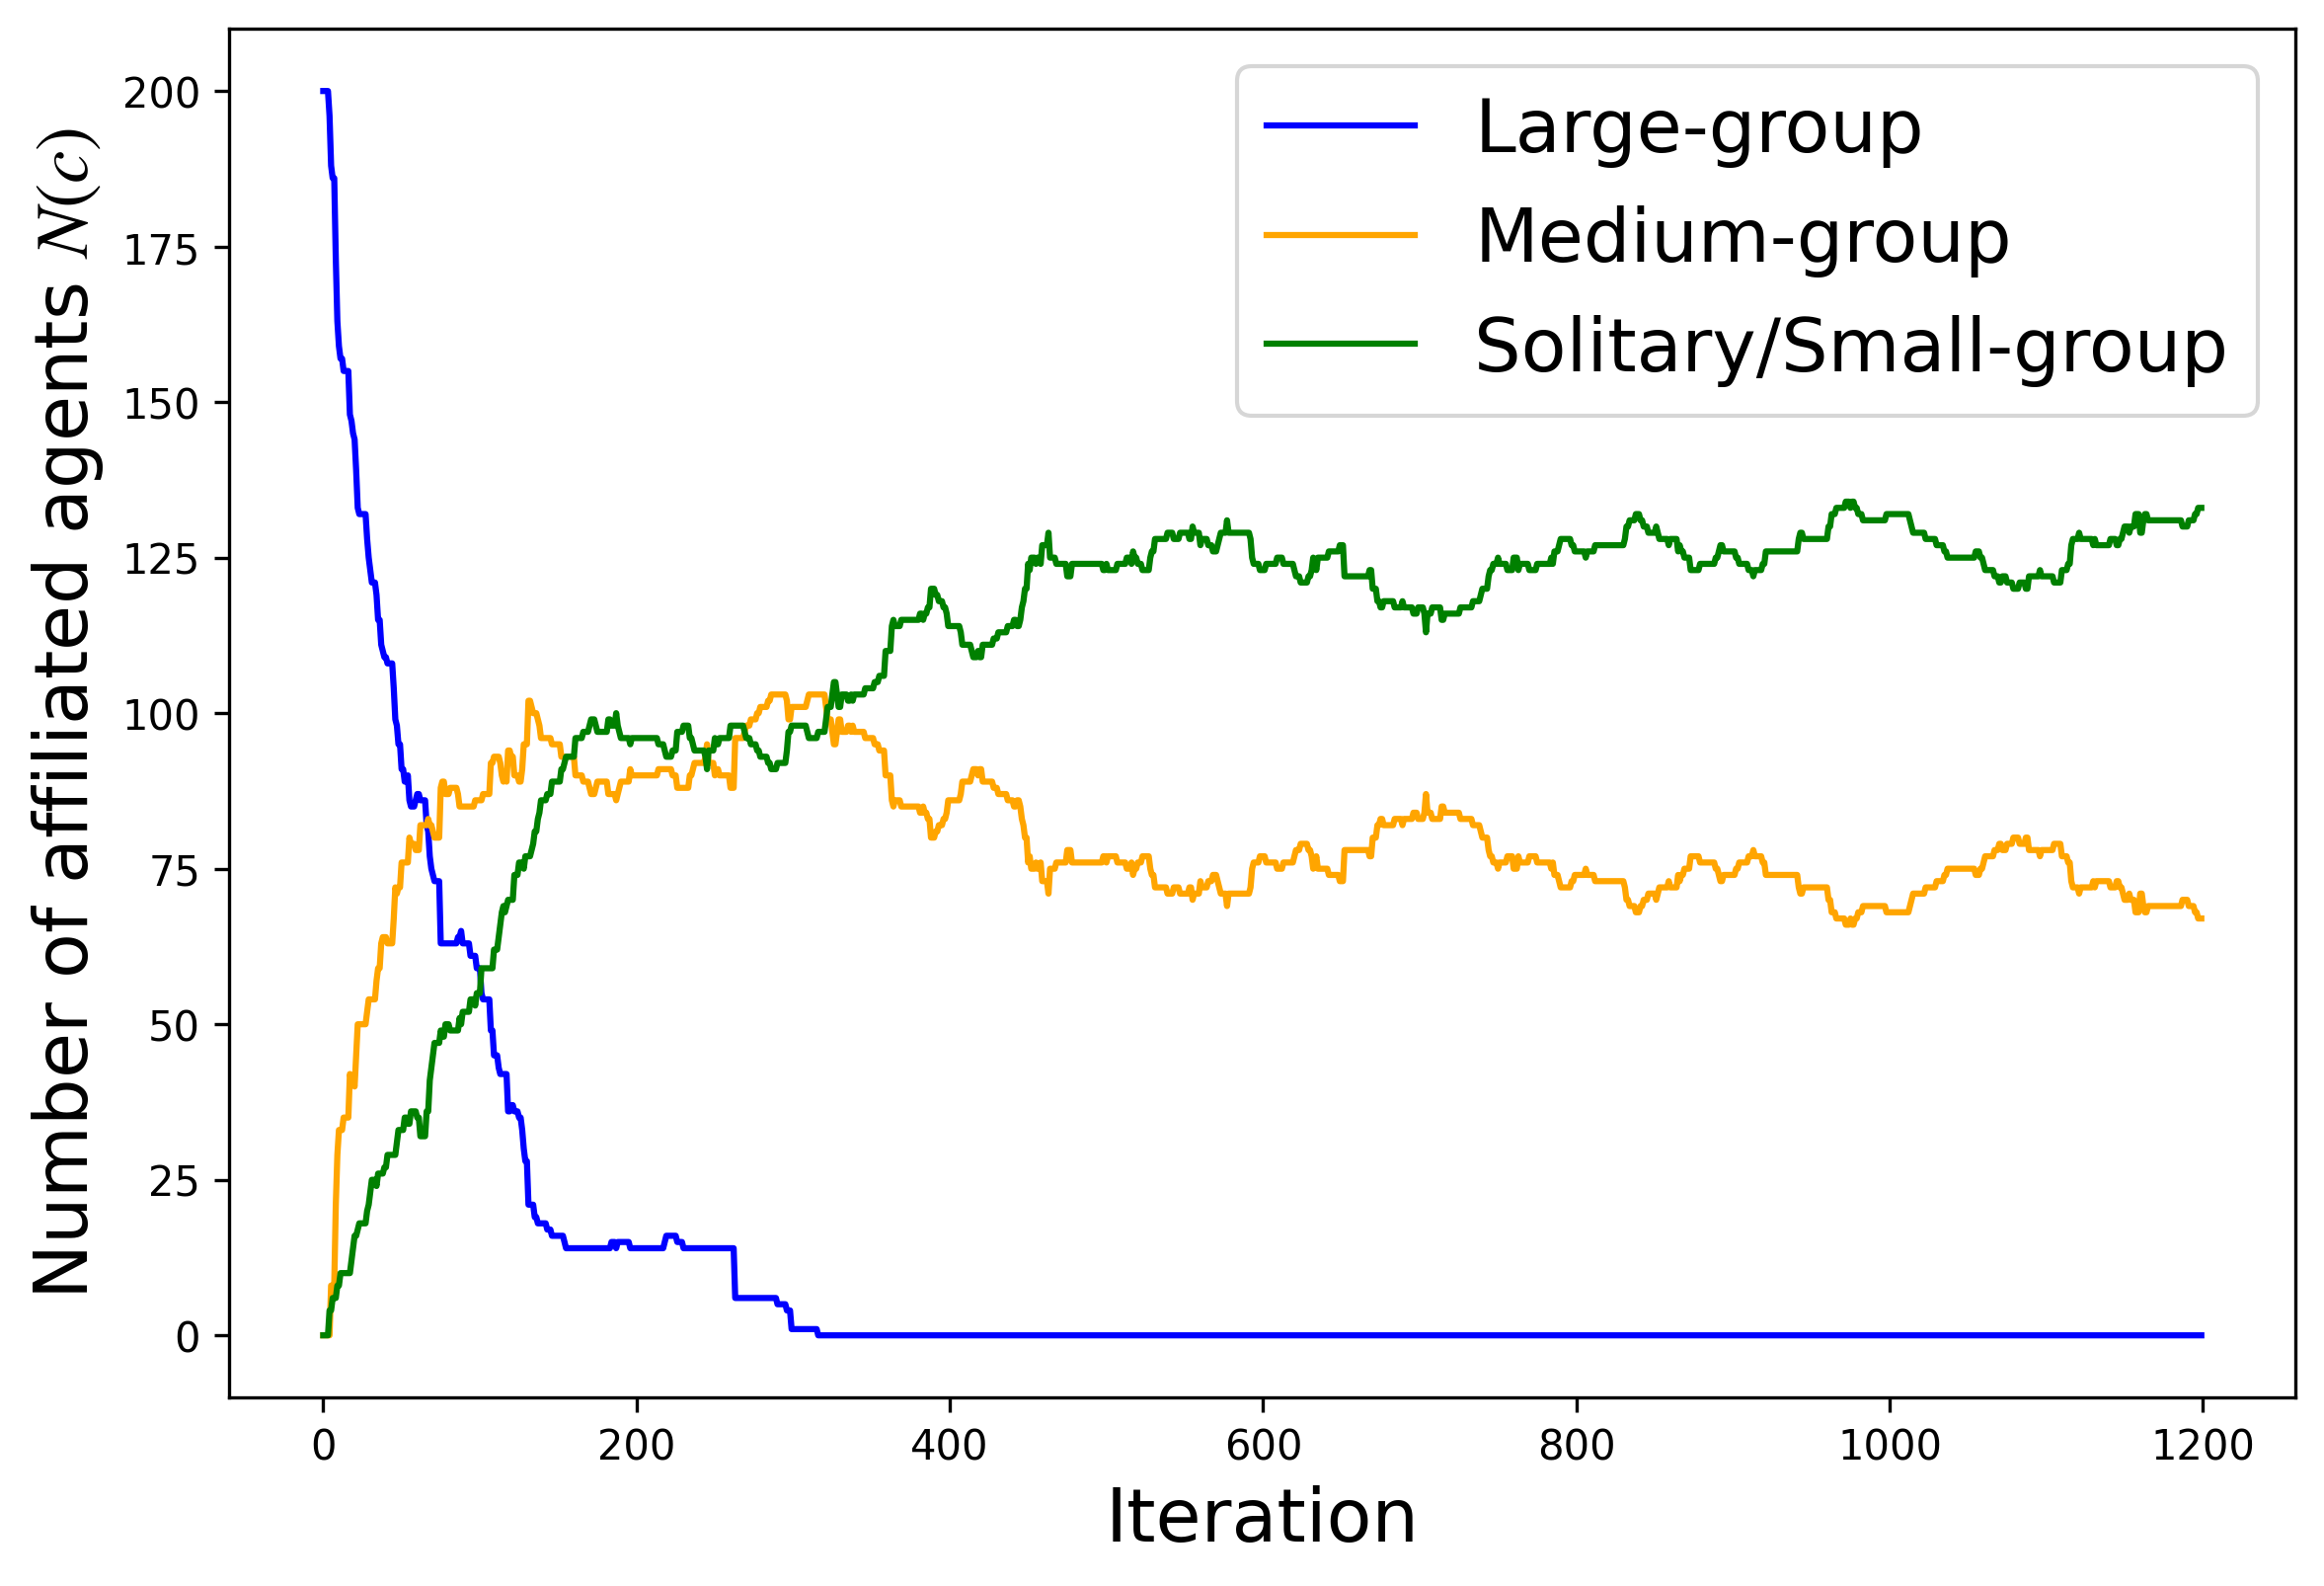 Number of affiliated agents N(c)
200
175
150
125
100
75
50
25
0
Large-group
Medium-group
Solitary/Small-group
0 200 400 600 800 1000 1200
Iteration